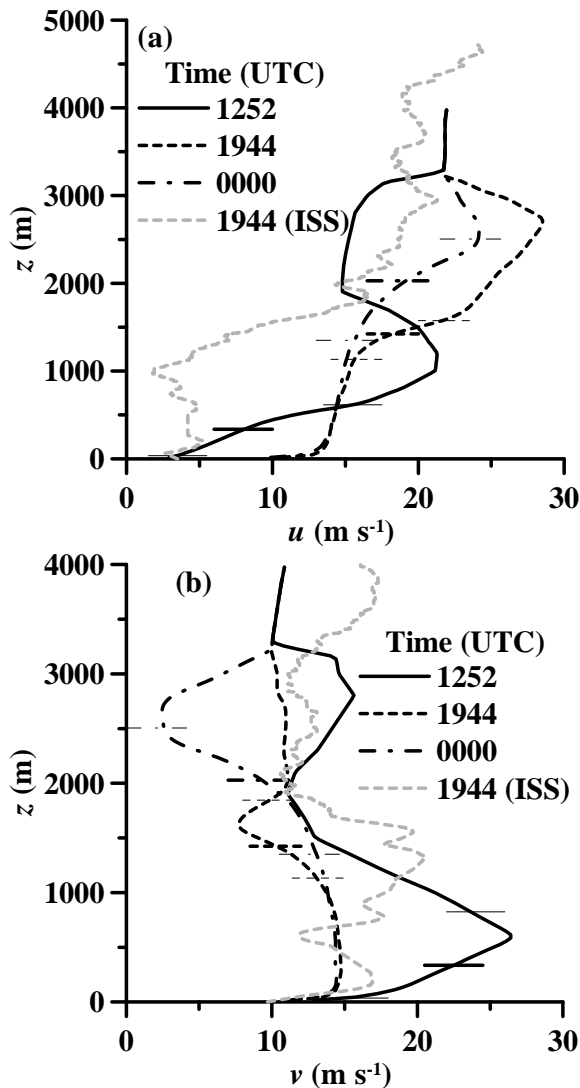 5000
(a)
Time (UTC)
4000
1252
1944
0000
3000
1944 (ISS)
z (m)
2000
1000
0
0 10 20 30
u (m s-1)
4000
(b)
Time (UTC)
3000
1252
1944
0000
z (m)
2000
1944 (ISS)
1000
0
0 10 20 30
v (m s-1)